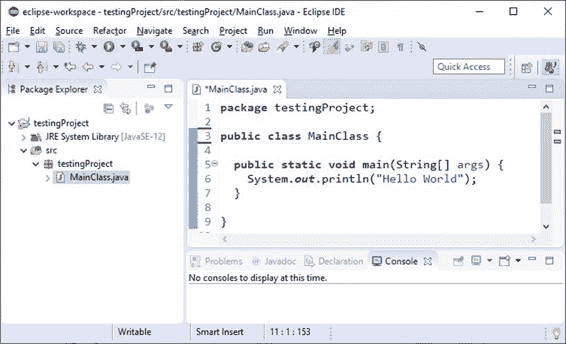 eclipse-workspace - testingProject/src/testingProject/MainClass.java - Eclipse IDE
File Edit Source Refactor Navigate Search Project Run Window Help
Quick Access
Package Explorer
testingProject
JRE System Library [JavaSE-12]
src
testingProject
MainClass.java
*MainClass.java
1 package testingProject;
2
3 public class MainClass {
4
5 public static void main(String[] args) {
6 System.out.println("Hello World");
7 }
8
9 }
Problems @ Javadoc Declaration Console
No consoles to display at this time.
Writable Smart Insert 11 : 1 : 153